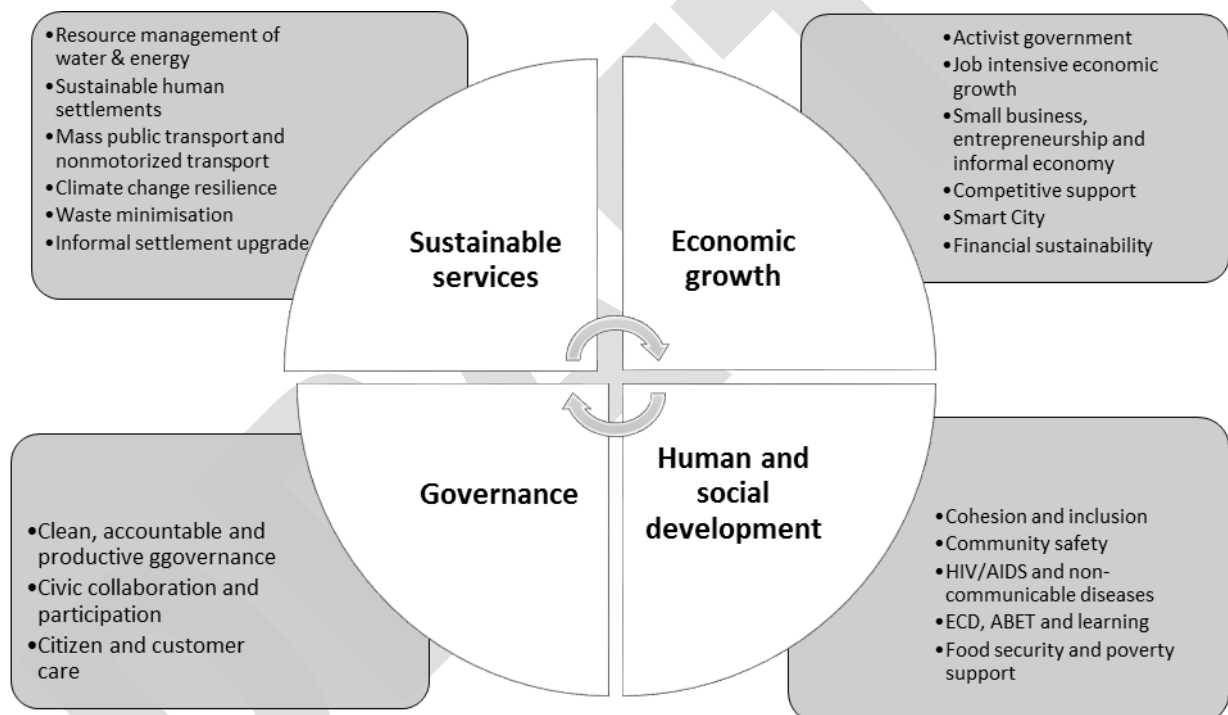 •Resource management of
water & energy
•Sustainable human
settlements
•Mass public transport and
nonmotorized transport
•Climate change resilience
•Waste minimisation
•Informal settlement upgrade
•Activist government
•Job intensive economic
growth
•Small business,
entrepreneurship and
informal economy
•Competitive support
•Smart City
•Financial sustainability
Sustainable
services
Economic
growth
Governance
Human and
social
development
•Clean, accountable and
productive ggovernance
•Civic collaboration and
participation
•Citizen and customer
care
•Cohesion and inclusion
•Community safety
•HIV/AIDS and non-
communicable diseases
•ECD, ABET and learning
•Food security and poverty
support